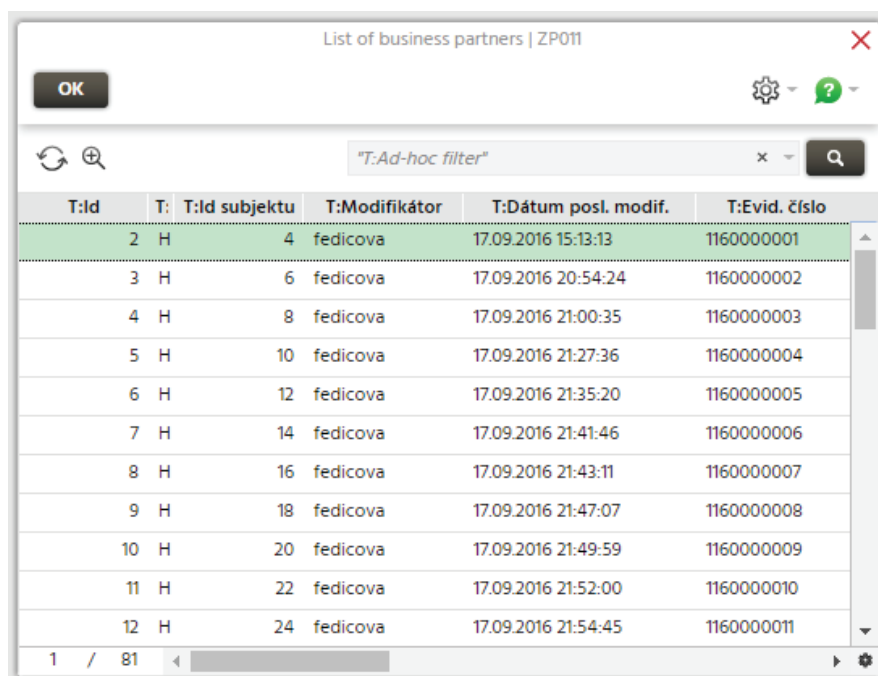 List of business partners | ZP011
OK
?
"T:Ad-hoc filter"
T:Id T: T:Id subjektu T:Modifikátor T:Dátum posl. modif. T:Evid. číslo
2 H 4 fedicova 17.09.2016 15:13:13 1160000001
3 H 6 fedicova 17.09.2016 20:54:24 1160000002
4 H 8 fedicova 17.09.2016 21:00:35 1160000003
5 H 10 fedicova 17.09.2016 21:27:36 1160000004
6 H 12 fedicova 17.09.2016 21:35:20 1160000005
7 H 14 fedicova 17.09.2016 21:41:46 1160000006
8 H 16 fedicova 17.09.2016 21:43:11 1160000007
9 H 18 fedicova 17.09.2016 21:47:07 1160000008
10 H 20 fedicova 17.09.2016 21:49:59 1160000009
11 H 22 fedicova 17.09.2016 21:52:00 1160000010
12 H 24 fedicova 17.09.2016 21:54:45 1160000011
1 / 81